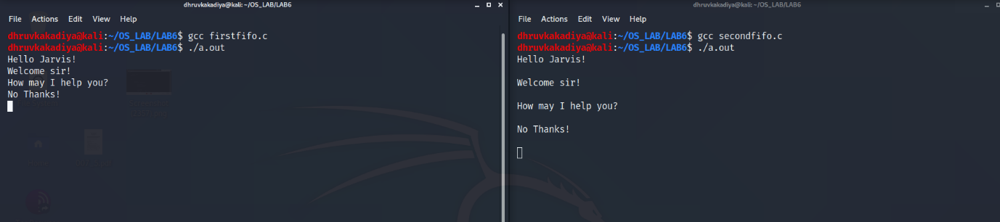 dhruvkakadiya@kali: ~/OS_LAB/LAB6
File Actions Edit View Help
dhruvkakadiya@kali:~/OS_LAB/LAB6$ gcc firstfifo.c
dhruvkakadiya@kali:~/OS_LAB/LAB6$ ./a.out
Hello Jarvis!
Welcome sir!
How may I help you?
No Thanks!
dhruvkakadiya@kali: ~/OS_LAB/LAB6
File Actions Edit View Help
dhruvkakadiya@kali:~/OS_LAB/LAB6$ gcc secondfifo.c
dhruvkakadiya@kali:~/OS_LAB/LAB6$ ./a.out
Hello Jarvis!
Welcome sir!
How may I help you?
No Thanks!